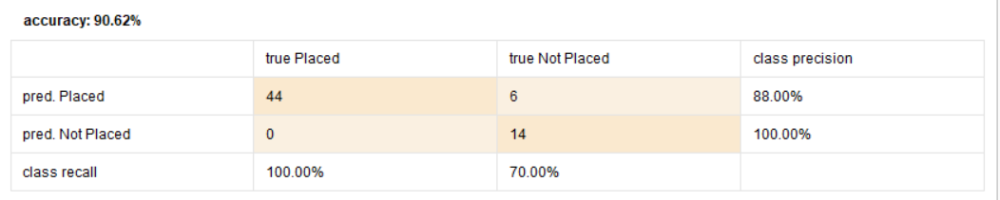 accuracy: 90.62%
true Placed true Not Placed class precision
pred. Placed 44 6 88.00%
pred. Not Placed 0 14 100.00%
class recall 100.00% 70.00%